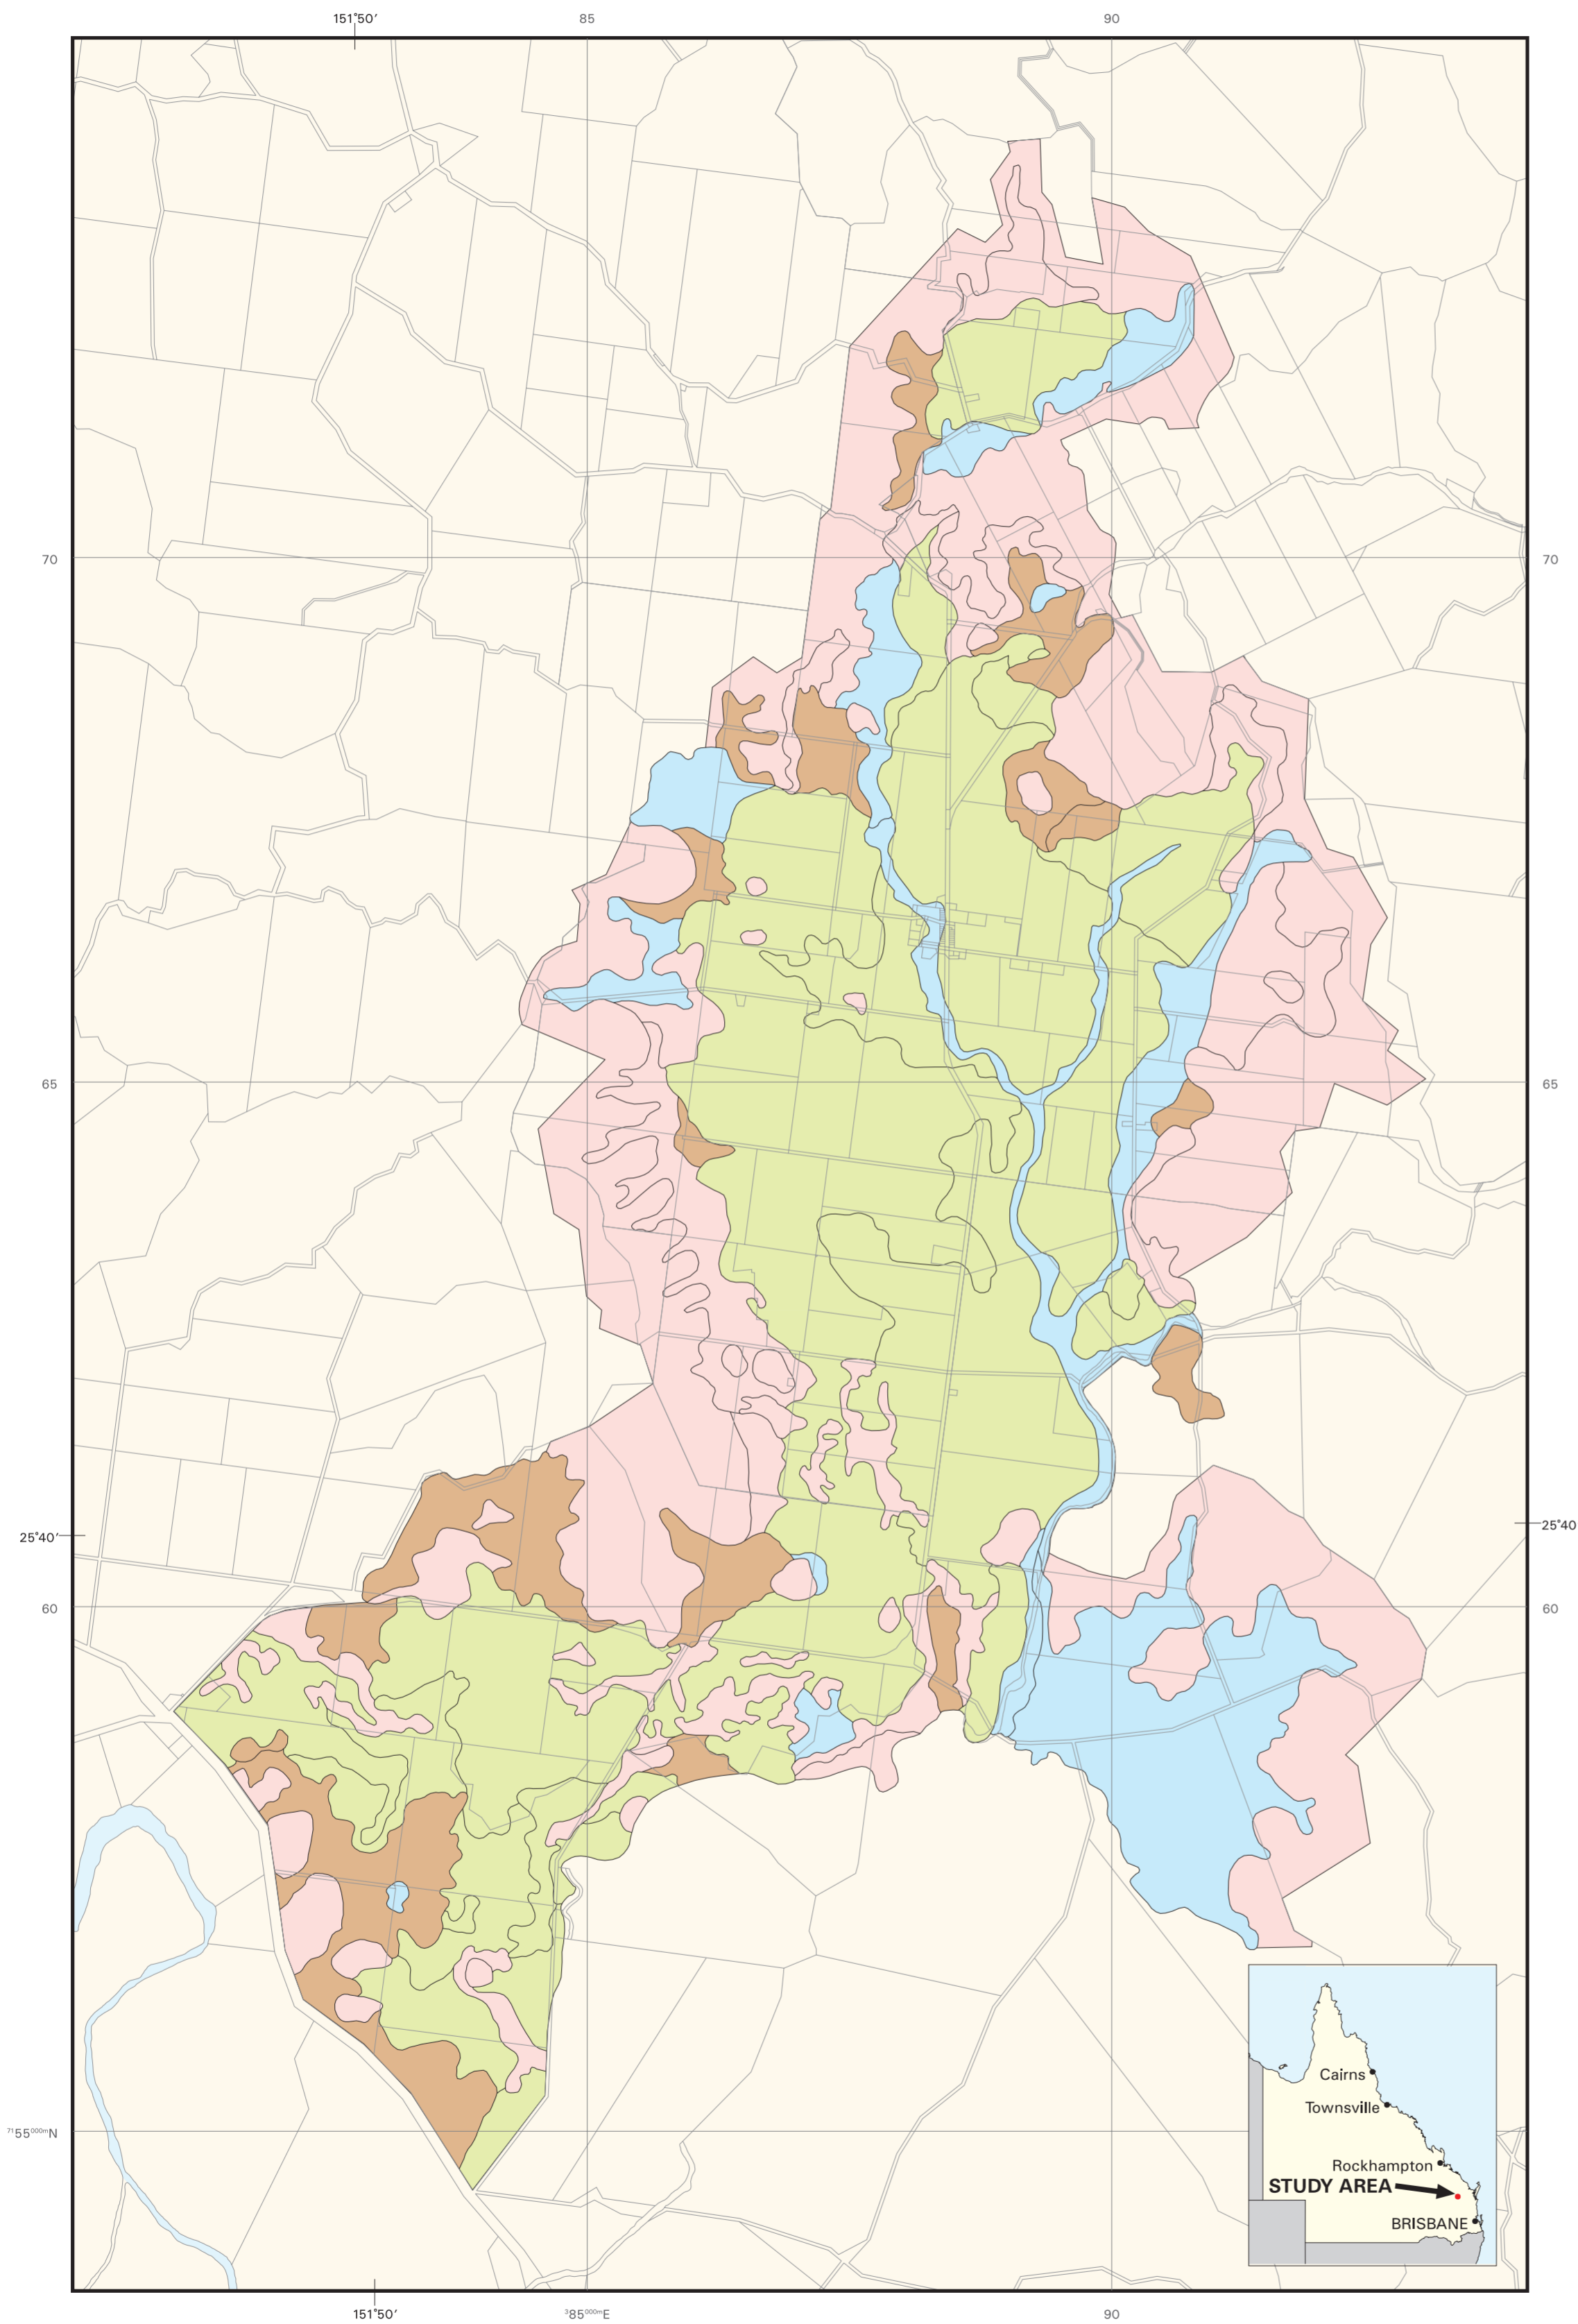 151°50′ 85 90
70 70
65 65
25°40′ 25°40
60 60
7155000mN
Cairns
Townsville
Rockhampton
STUDY AREA
BRISBANE
151°50′ 385000mE 90